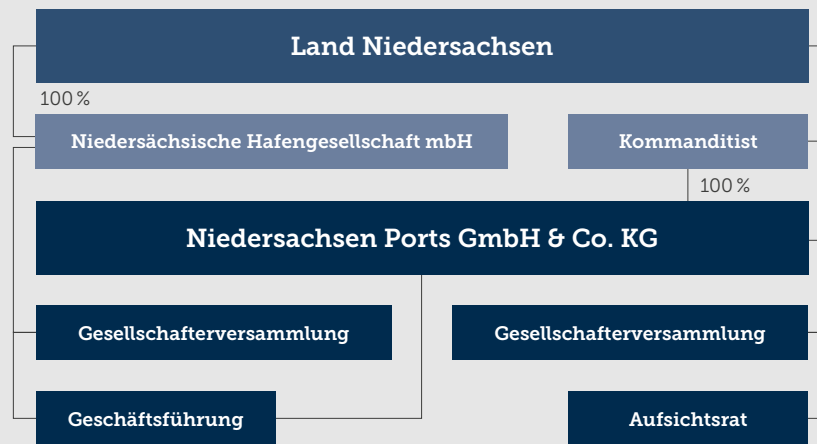 Land Niedersachsen
100 %
Niedersächsische Hafengesellschaft mbH
Kommanditist
100 %
Niedersachsen Ports GmbH & Co. KG
Gesellschafterversammlung
Gesellschafterversammlung
Geschäftsführung
Aufsichtsrat